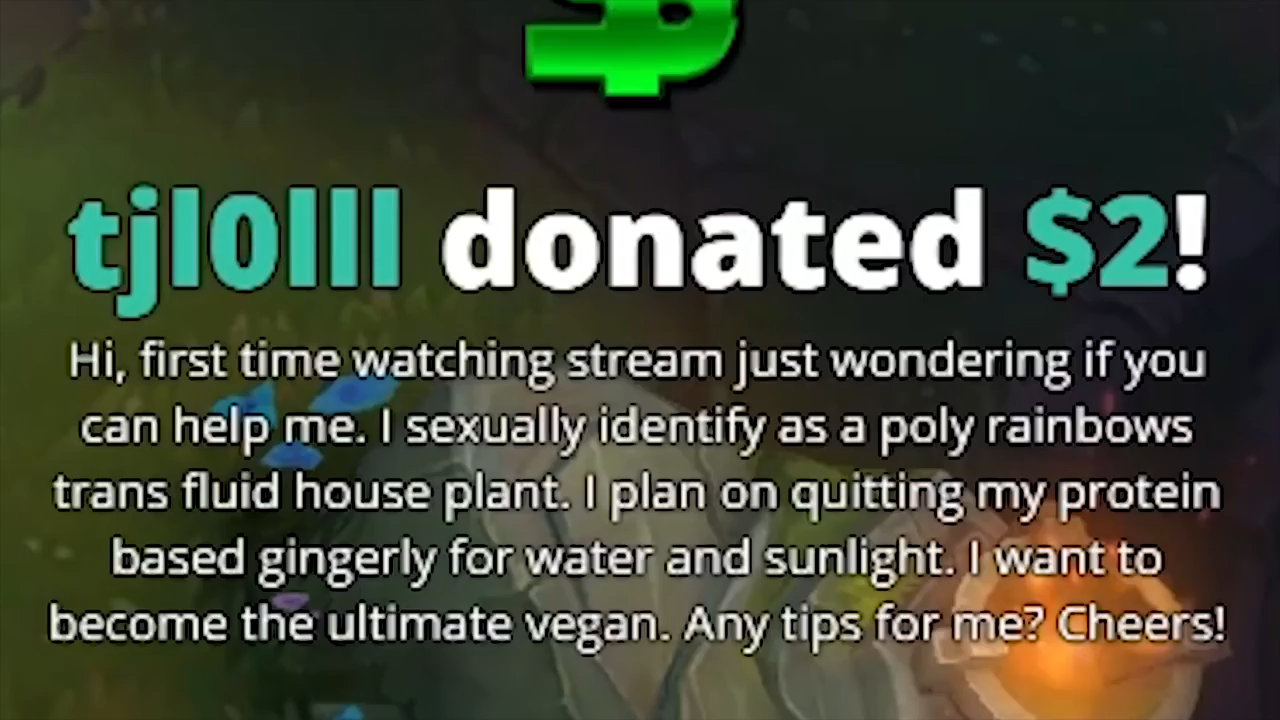 $
tjl0lll donated $2!
Hi, first time watching stream just wondering if you
can help me. I sexually identify as a poly rainbows
trans fluid house plant. I plan on quitting my protein
based gingerly for water and sunlight. I want to
become the ultimate vegan. Any tips for me? Cheers!